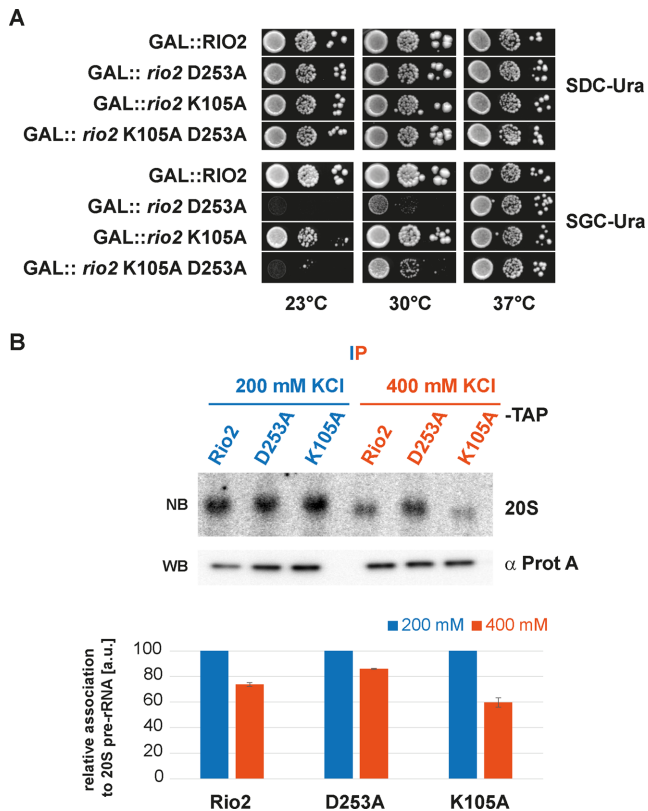 A
GAL::RIO2
GAL:: rio2 D253A
GAL::rio2 K105A
GAL:: rio2 K105A D253A
SDC-Ura
GAL::RIO2
GAL:: rio2 D253A
GAL::rio2 K105A
GAL:: rio2 K105A D253A
SGC-Ura
23°C 30°C 37°C
B
IP
200 mM KCl 400 mM KCl
-TAP
Rio2 D253A K105A Rio2 D253A K105A
NB 20S
WB α Prot A
200 mM 400 mM
relative association
to 20S pre-rRNA [a.u.]
100
80
60
40
20
0
Rio2 D253A K105A